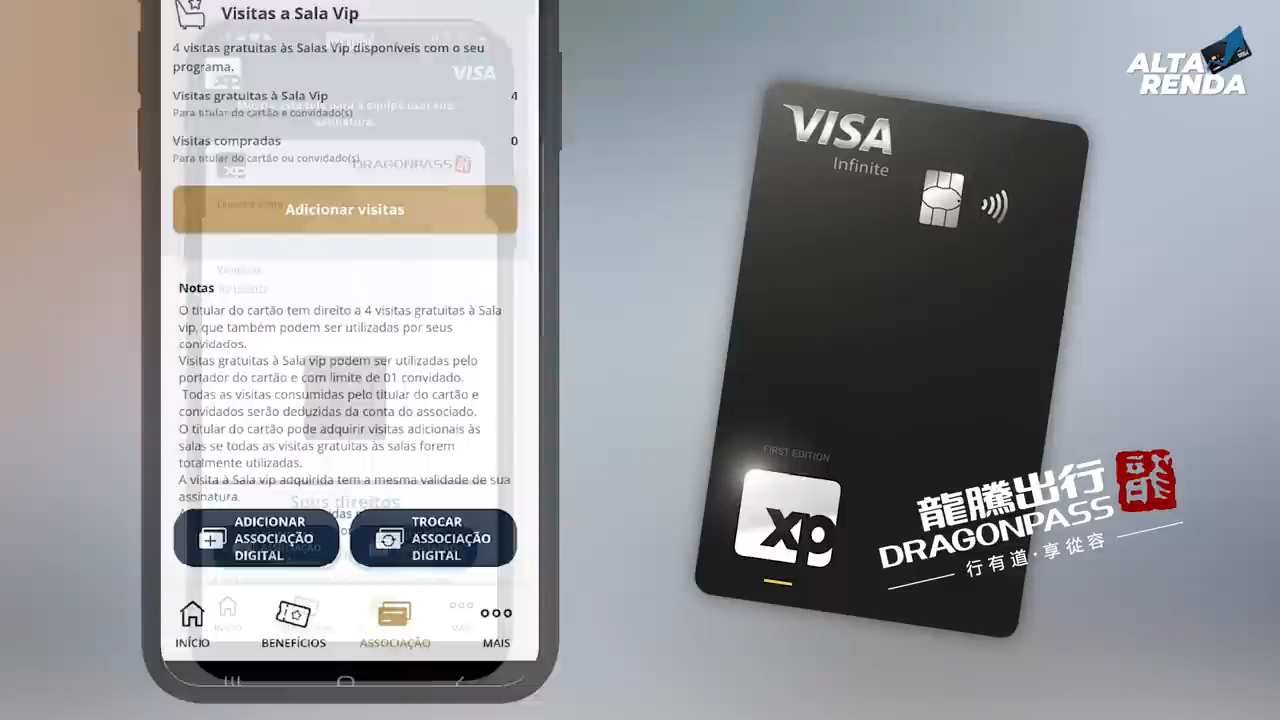 Visitas a Sala Vip
4 visitas gratuitas às Salas Vip disponíveis com o seu
programa.
Visitas gratuitas à Sala Vip
4
Para titular do cartão e convidado(s)
Visitas compradas
0
Para titular do cartão ou convidado(s)
Adicionar visitas
Notas
O titular do cartão tem direito a 4 visitas gratuitas à Sala
vip, que também podem ser utilizadas por seus
convidados.
Visitas gratuitas à Sala vip podem ser utilizadas pelo
portador do cartão e com limite de 01 convidado.
Todas as visitas consumidas pelo titular do cartão e
convidados serão deduzidas da conta do associado.
O titular do cartão pode adquirir visitas adicionais às
salas se todas as visitas gratuitas às salas forem
totalmente utilizadas.
A visita à Sala vip adquirida tem a mesma validade de sua
assinatura.
Seus direitos
ADICIONAR
ASSOCIAÇÃO
DIGITAL
TROCAR
ASSOCIAÇÃO
DIGITAL
INÍCIO
BENEFÍCIOS
ASSOCIAÇÃO
MAIS
VISA
DRAGONPASS
VISA
Infinite
FIRST EDITION
xp
龍騰出行
DRAGONPASS
行有道·享從容
ALTA
RENDA